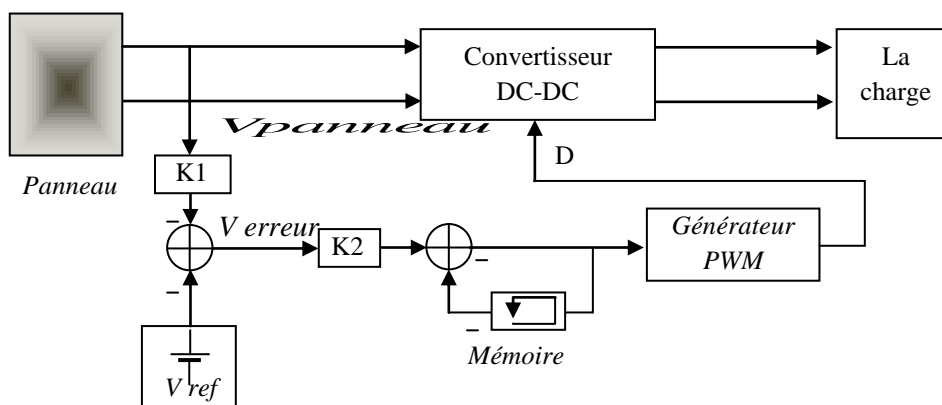 Convertisseur
DC-DC
La
charge
Vpanneau
D
Panneau
K1
–
V erreur
K2
–
Générateur
PWM
–
–
Mémoire
V ref